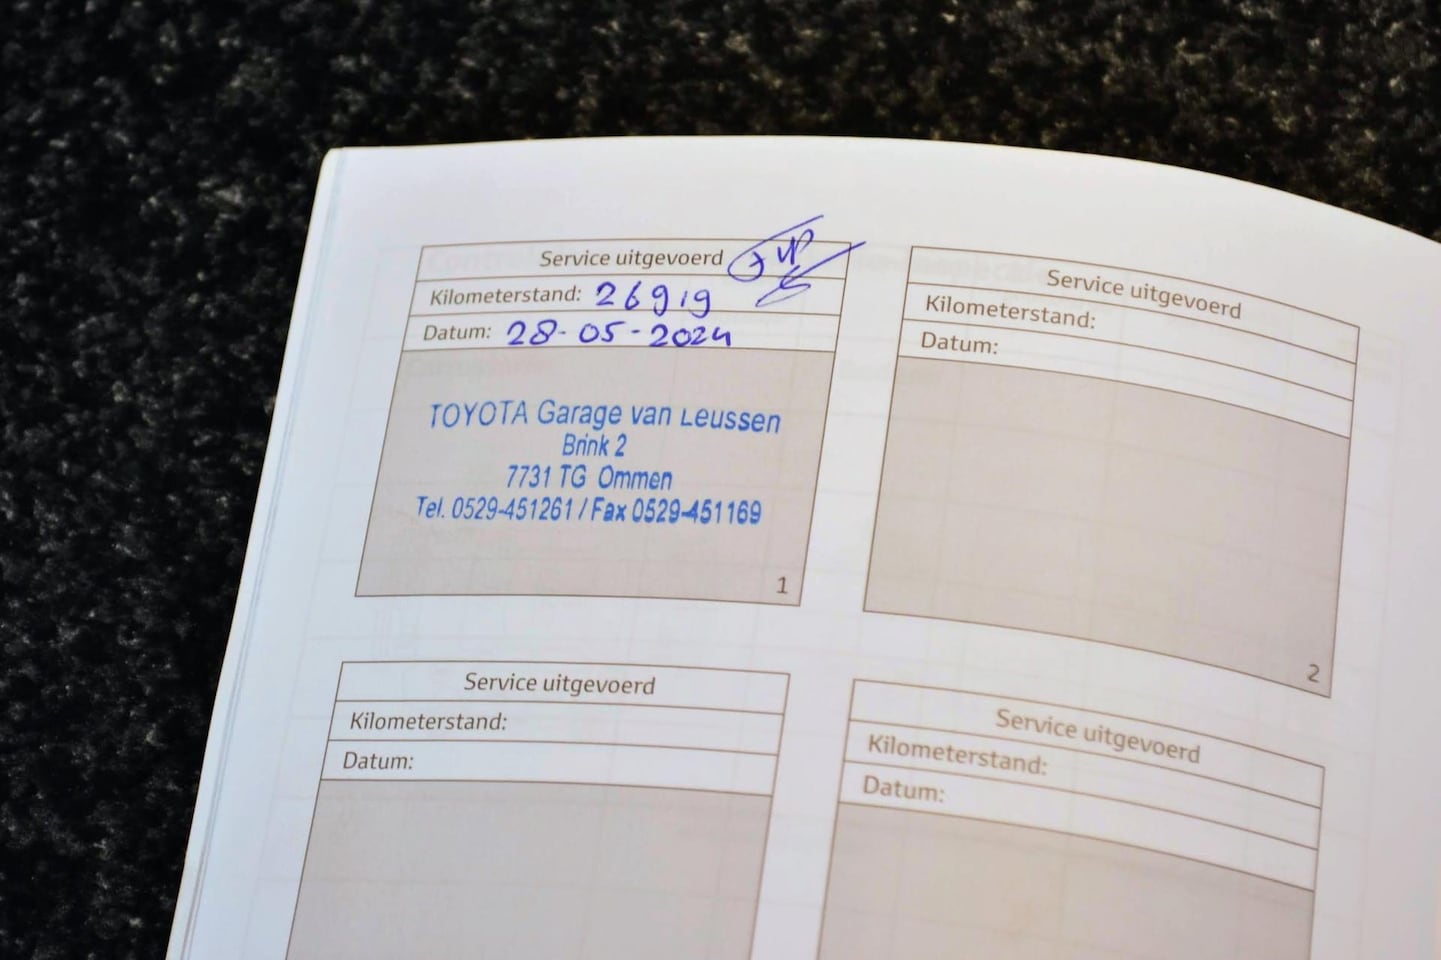 Service uitgevoerd
Kilometerstand: 26919
Datum: 28-05-2024
TOYOTA Garage van Leussen
Brink 2
7731 TG Ommen
Tel. 0529-451261 / Fax 0529-451169
1
Service uitgevoerd
Kilometerstand:
Datum:
2
Service uitgevoerd
Kilometerstand:
Datum:
Service uitgevoerd
Kilometerstand:
Datum: